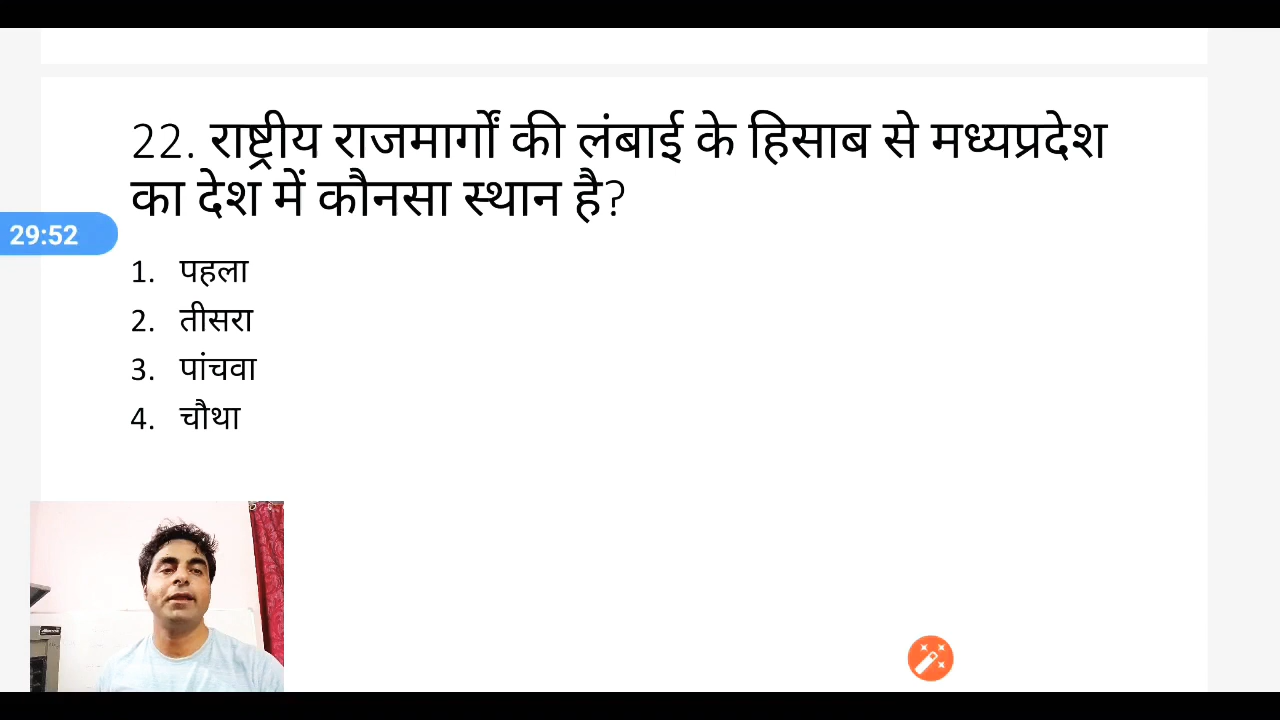 22. राष्ट्रीय राजमार्गों की लंबाई के हिसाब से मध्यप्रदेश
का देश में कौनसा स्थान है?
29:52
1. पहला
2. तीसरा
3. पांचवा
4. चौथा